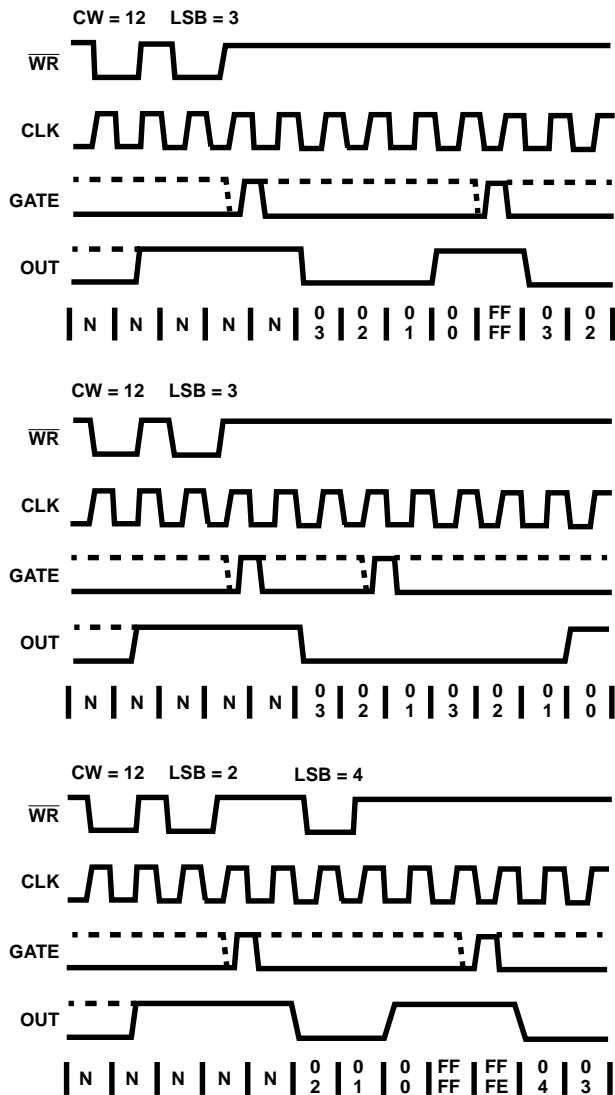 CW = 12 LSB = 3
WR
CLK
GATE
OUT
N N N N N 0 0 0 0 FF 0 0
3 2 1 0 FF 3 2
CW = 12 LSB = 3
WR
CLK
GATE
OUT
N N N N N 0 0 0 0 0 0 0
3 2 1 3 2 1 0
CW = 12 LSB = 2 LSB = 4
WR
CLK
GATE
OUT
N N N N N 0 0 0 FF FF 0 0
2 1 0 FF FE 4 3